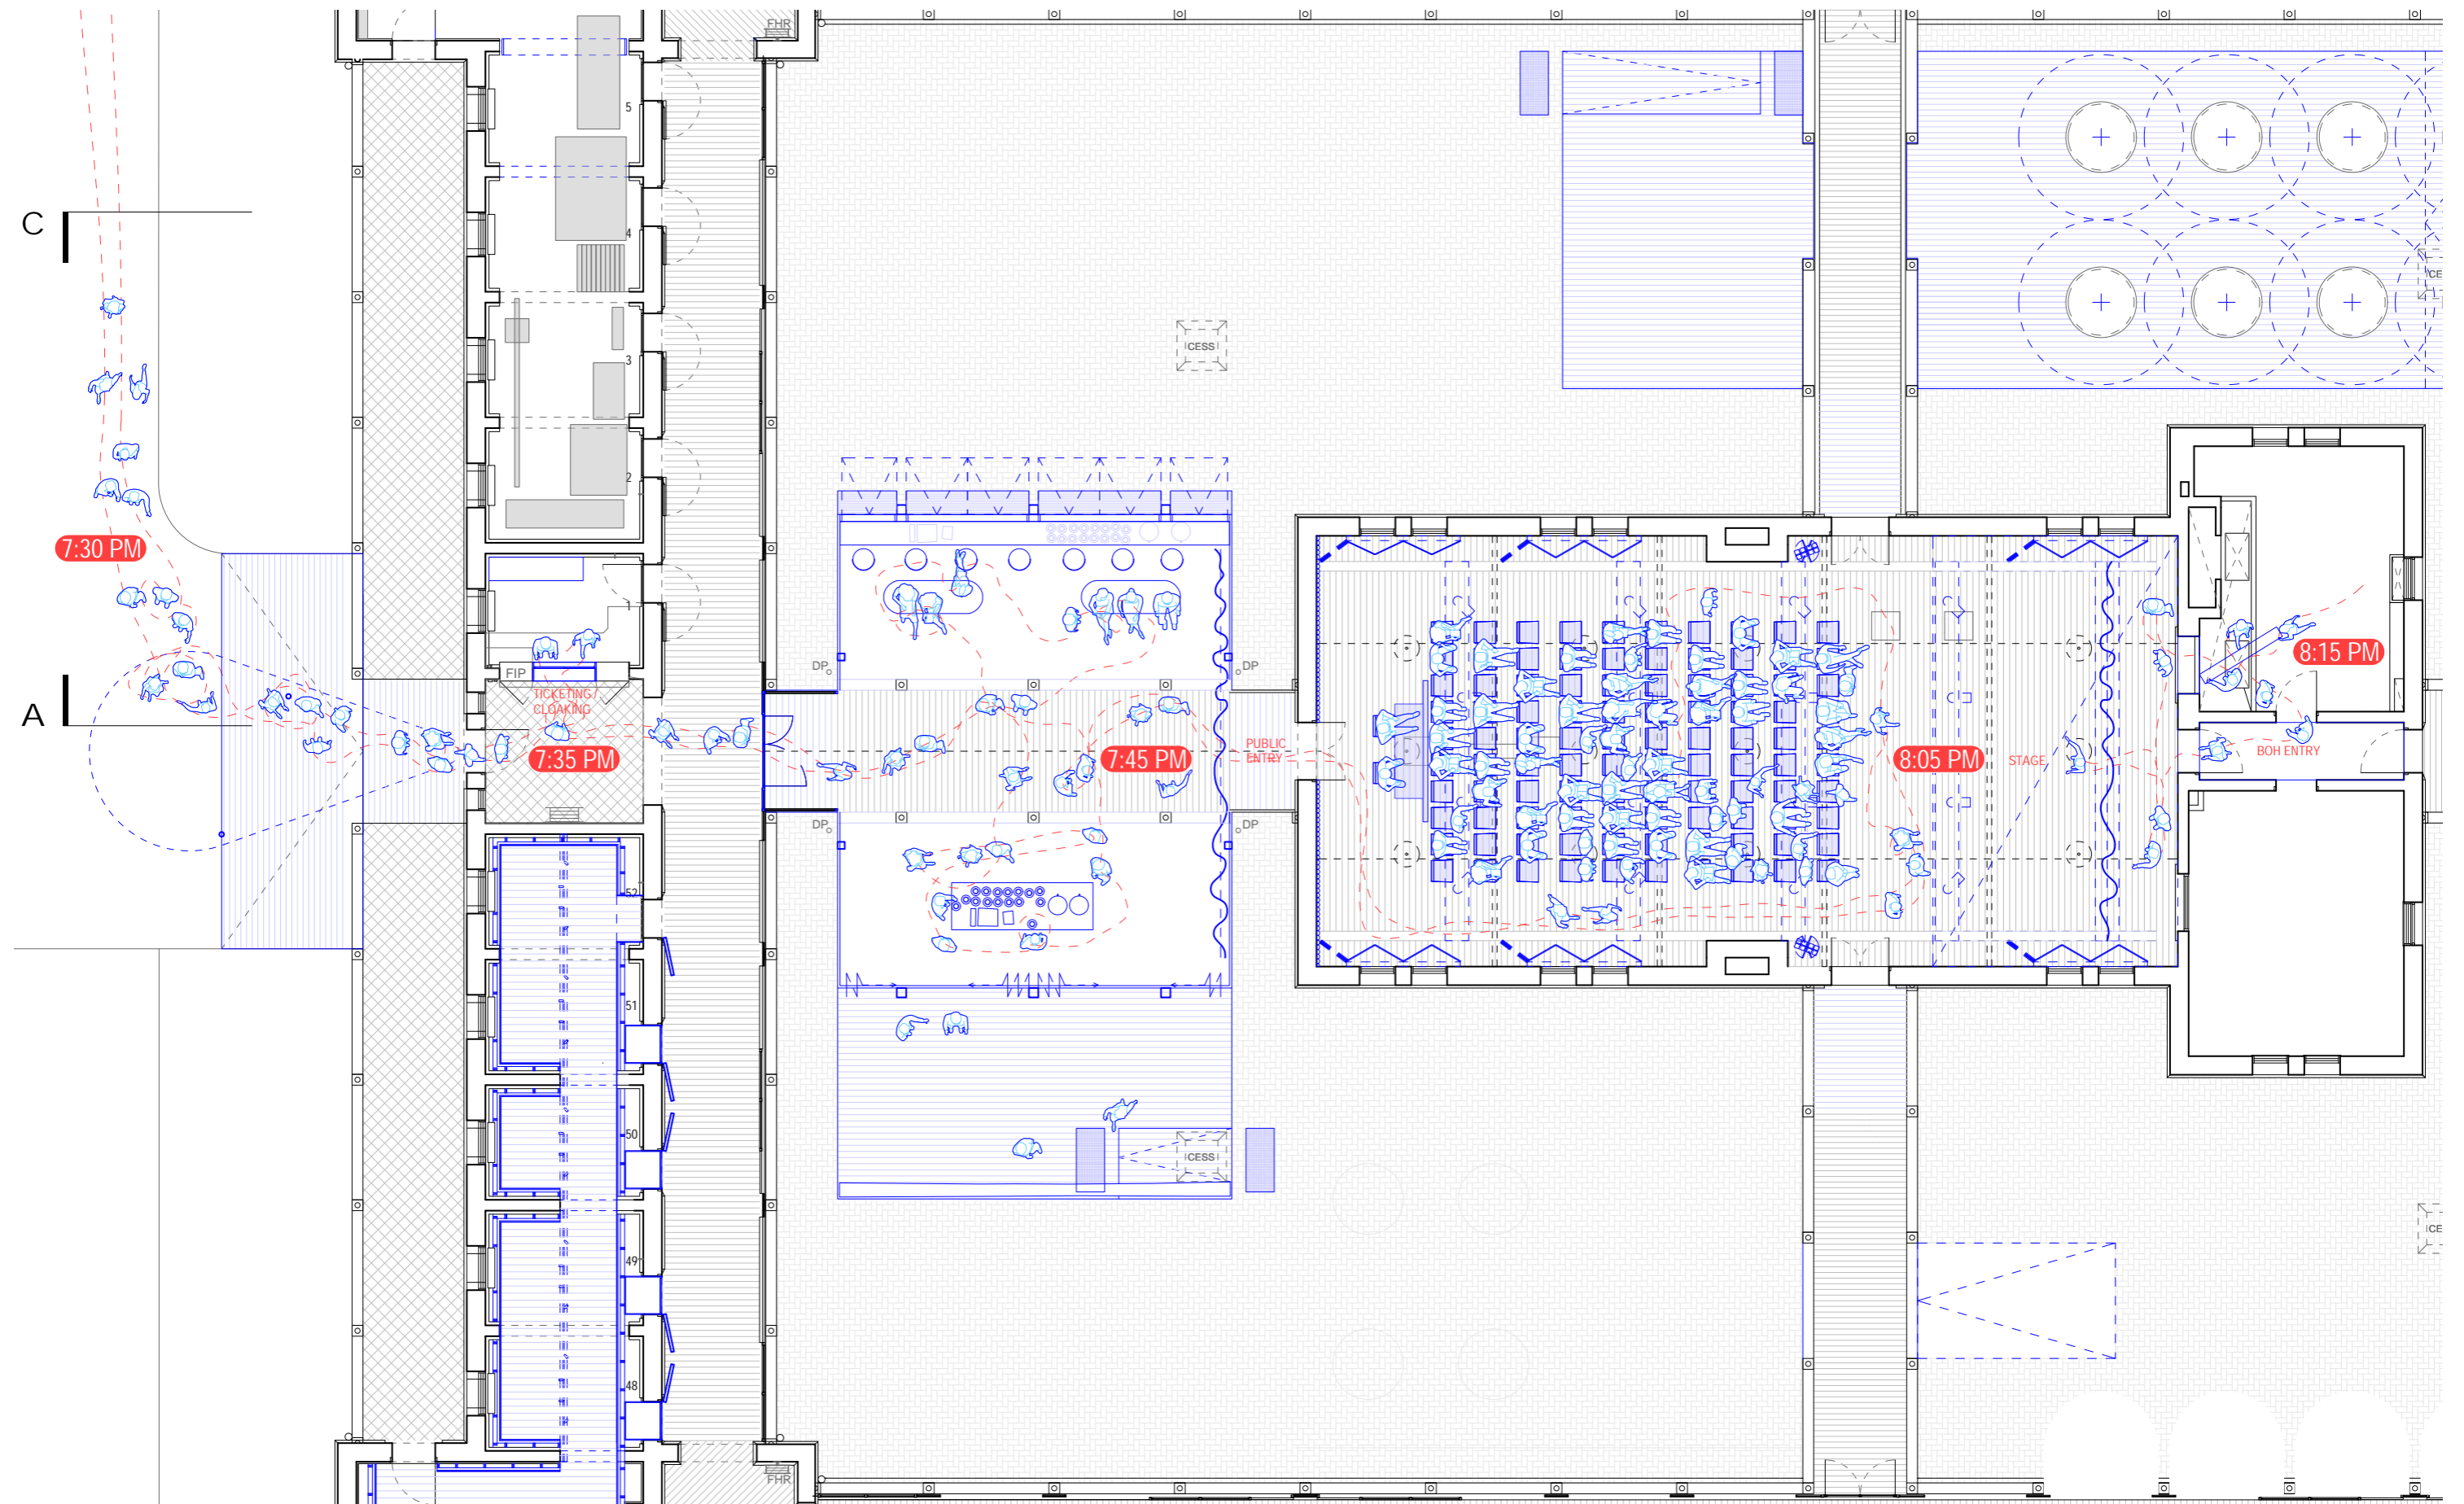 FHR
5
4
C
3
CESS
CE
2
7:30 PM
1
DP
DP
8:15 PM
FIP
TICKETING /
CLOAKING
A
7:35 PM
7:45 PM
PUBLIC
ENTRY
8:05 PM
STAGE
BOH ENTRY
DP
DP
52
51
50
CESS
CE
49
48
FHR